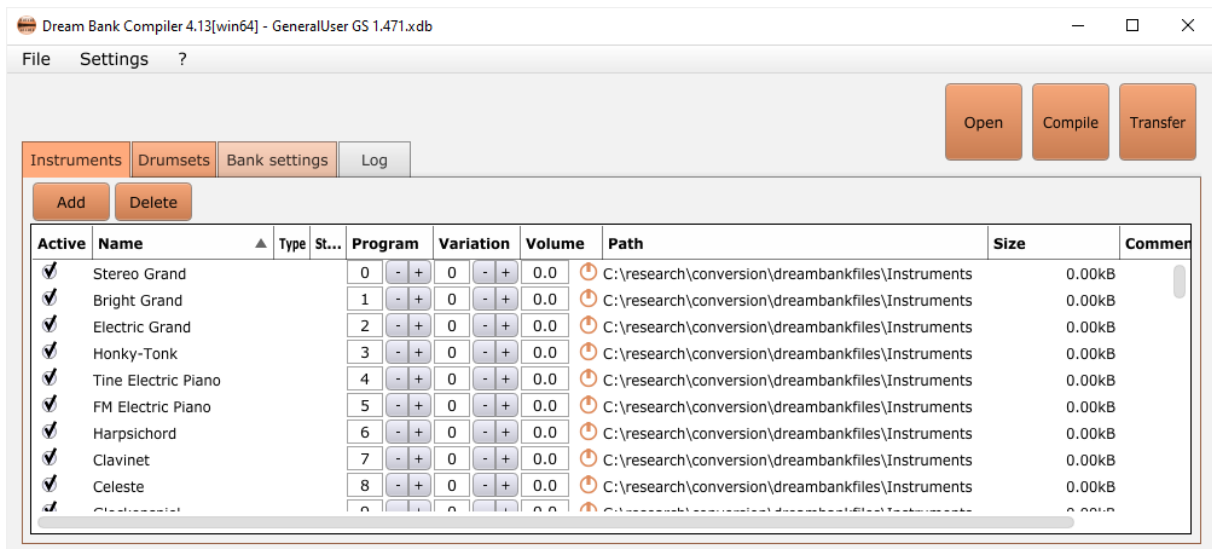 Dream Bank Compiler 4.13[win64] - GeneralUser GS 1.471.xdb
File Settings ?
Open Compile Transfer
Instruments Drumsets Bank settings Log
Add Delete
Active Name Type St... Program Variation Volume Path Size Commen
Stereo Grand 0 - + 0 - + 0.0 C:\research\conversion\dreambankfiles\Instruments 0.00kB
Bright Grand 1 - + 0 - + 0.0 C:\research\conversion\dreambankfiles\Instruments 0.00kB
Electric Grand 2 - + 0 - + 0.0 C:\research\conversion\dreambankfiles\Instruments 0.00kB
Honky-Tonk 3 - + 0 - + 0.0 C:\research\conversion\dreambankfiles\Instruments 0.00kB
Tine Electric Piano 4 - + 0 - + 0.0 C:\research\conversion\dreambankfiles\Instruments 0.00kB
FM Electric Piano 5 - + 0 - + 0.0 C:\research\conversion\dreambankfiles\Instruments 0.00kB
Harpsichord 6 - + 0 - + 0.0 C:\research\conversion\dreambankfiles\Instruments 0.00kB
Clavinet 7 - + 0 - + 0.0 C:\research\conversion\dreambankfiles\Instruments 0.00kB
Celeste 8 - + 0 - + 0.0 C:\research\conversion\dreambankfiles\Instruments 0.00kB